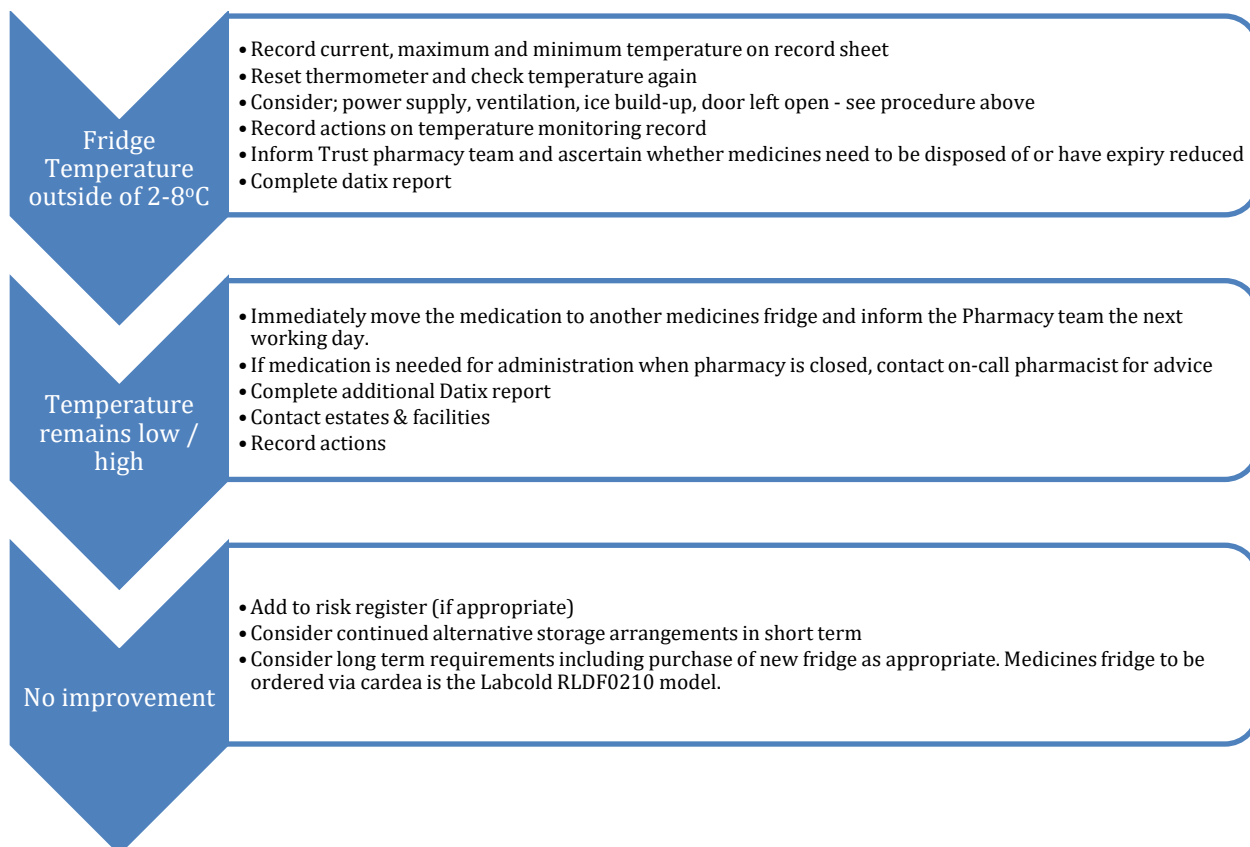 Fridge
Temperature
outside of 2-8°C
• Record current, maximum and minimum temperature on record sheet
• Reset thermometer and check temperature again
• Consider; power supply, ventilation, ice build-up, door left open - see procedure above
• Record actions on temperature monitoring record
• Inform Trust pharmacy team and ascertain whether medicines need to be disposed of or have expiry reduced
• Complete datix report
Temperature
remains low /
high
• Immediately move the medication to another medicines fridge and inform the Pharmacy team the next
working day.
• If medication is needed for administration when pharmacy is closed, contact on-call pharmacist for advice
• Complete additional Datix report
• Contact estates & facilities
• Record actions
No improvement
• Add to risk register (if appropriate)
• Consider continued alternative storage arrangements in short term
• Consider long term requirements including purchase of new fridge as appropriate. Medicines fridge to be
ordered via cardea is the Labcold RLDF0210 model.